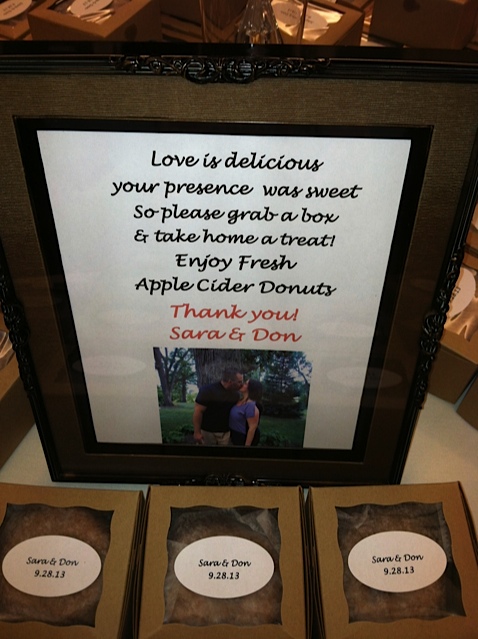 Love is delicious
your presence was sweet
So please grab a box
& take home a treat!
Enjoy Fresh
Apple Cider Donuts
Thank you!
Sara & Don
Sara & Don
9.28.13
Sara & Don
9.28.13
Sara & Don
9.28.13